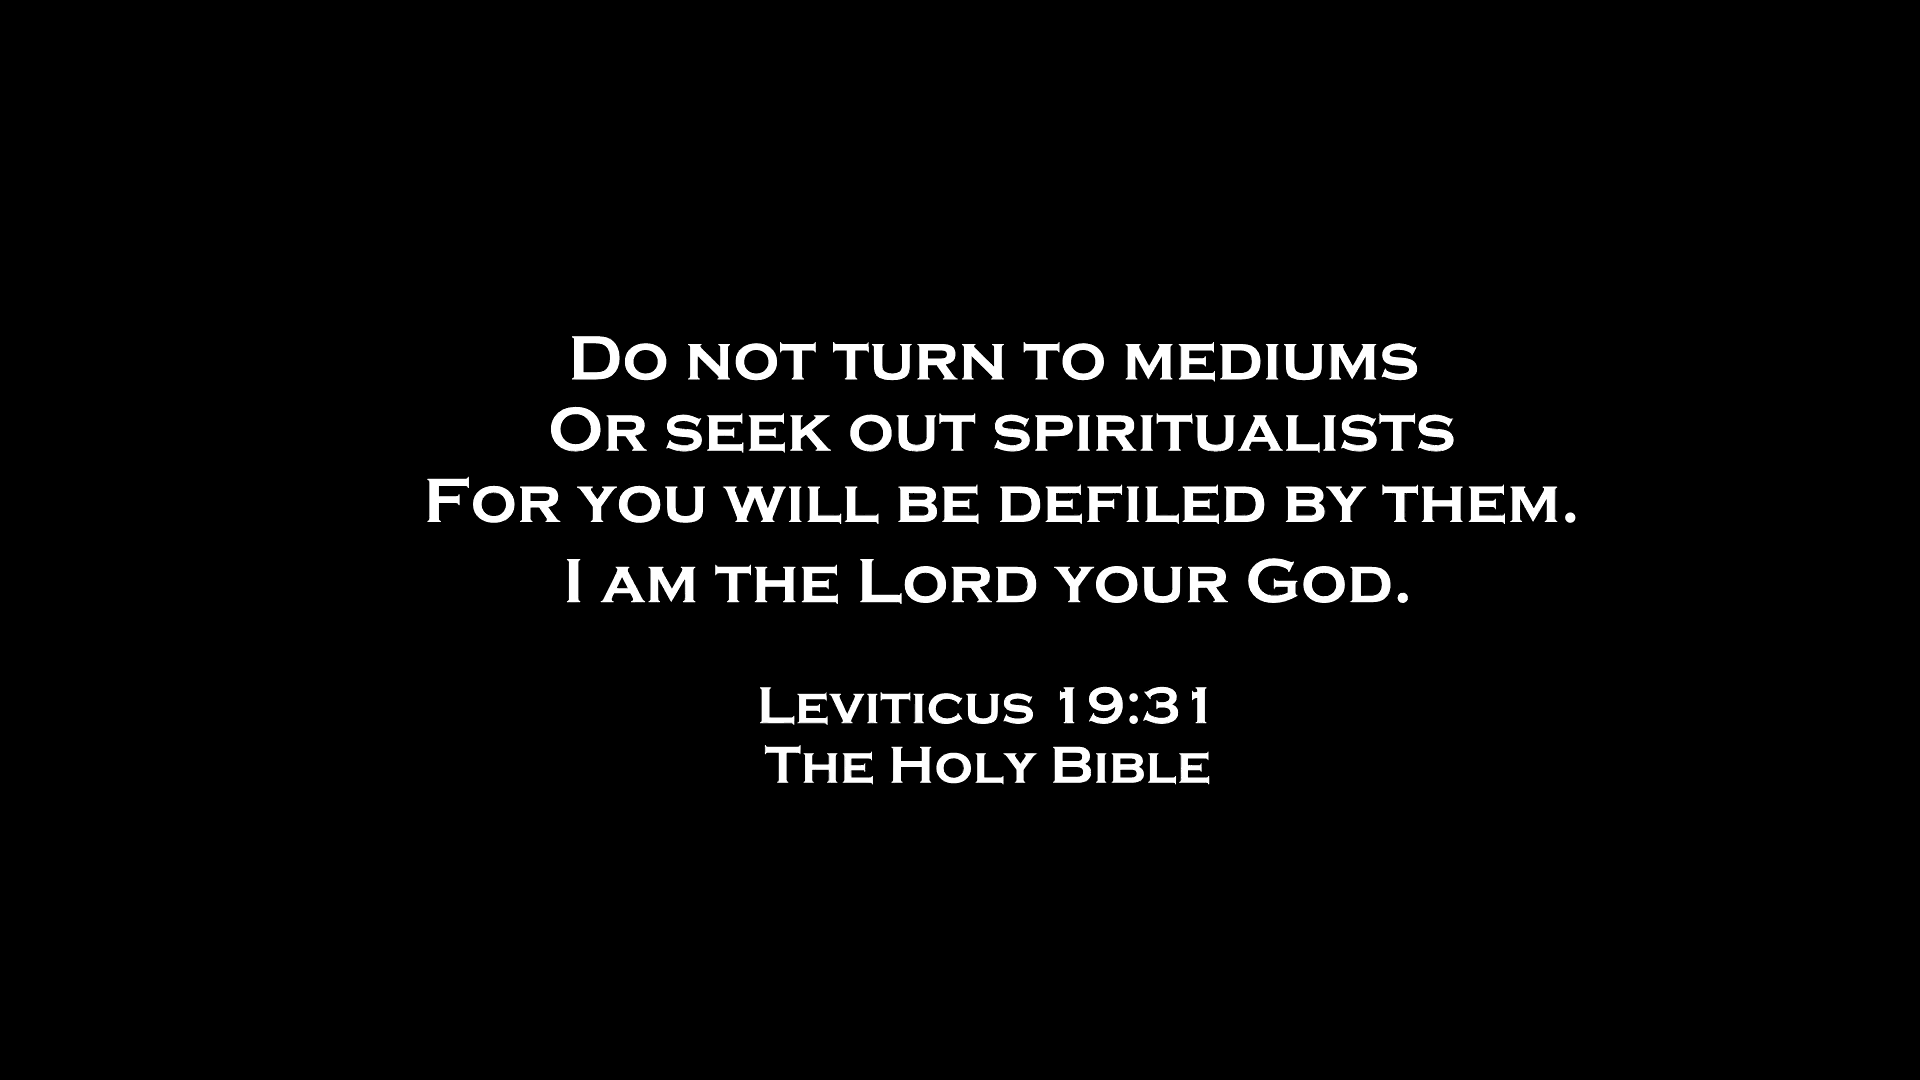 Do not turn to mediums
Or seek out spiritualists
For you will be defiled by them.
I am the Lord your God.
Leviticus 19:31
The Holy Bible